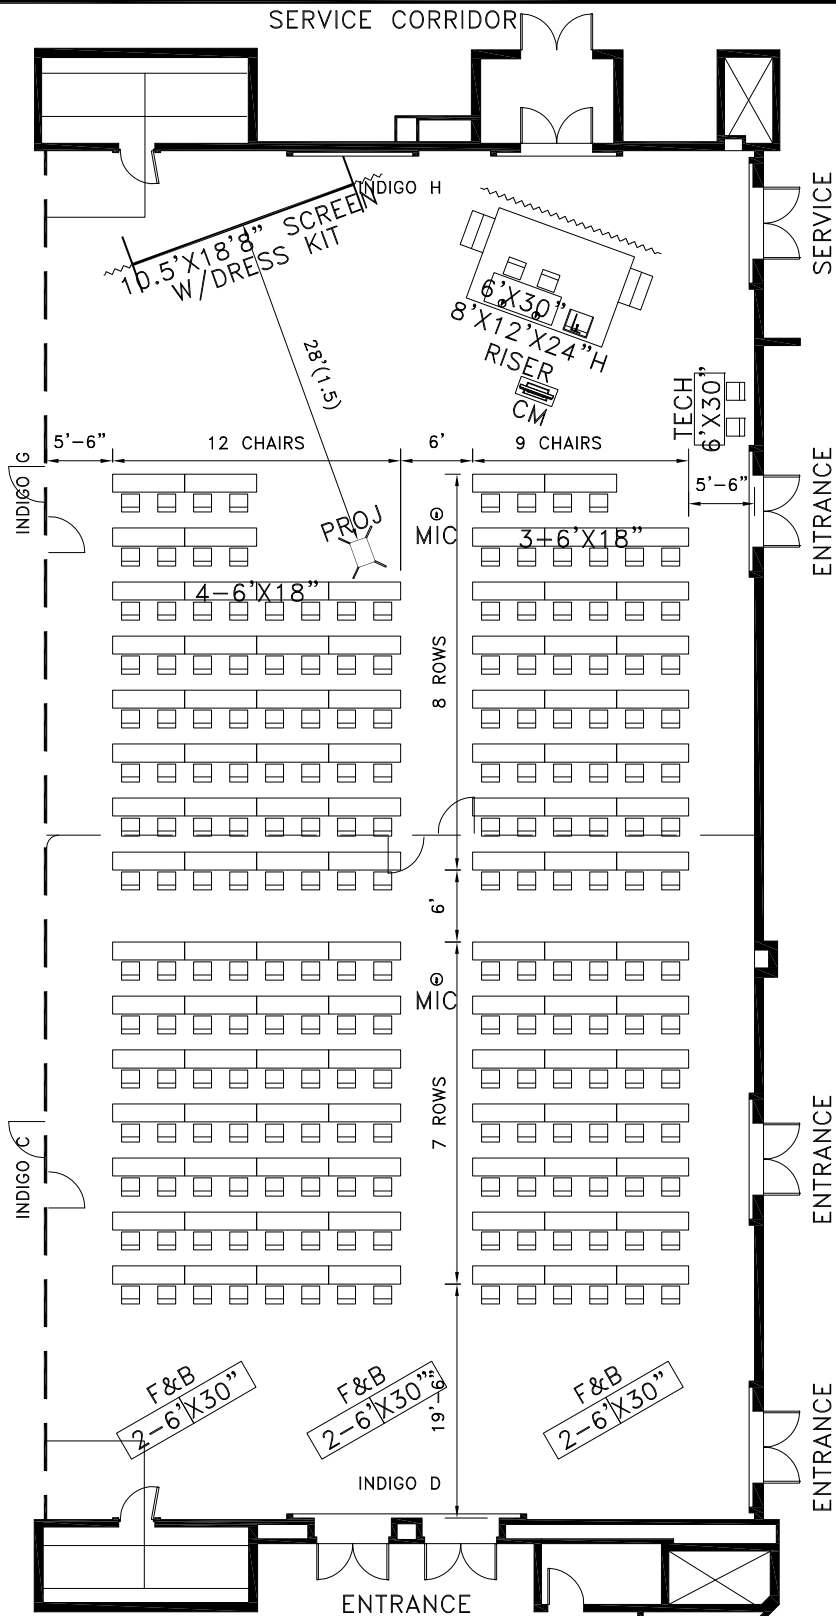 SERVICE CORRIDOR
INDIGO H
SERVICE
10.5'X18'8" SCREEN
W/DRESS KIT
6'X30"
8'X12'X24"H
RISER
CM
28'(1.5)
TECH
6'X30"
5'-6"
12 CHAIRS
6'
9 CHAIRS
INDIGO G
5'-6"
ENTRANCE
PROJ
MIC
3-6'X18"
4-6'X18"
8 ROWS
6'
MIC
7 ROWS
INDIGO C
ENTRANCE
F&B
2-6'X30"
F&B
2-6'X30"
19'-6"
F&B
2-6'X30"
ENTRANCE
INDIGO D
ENTRANCE